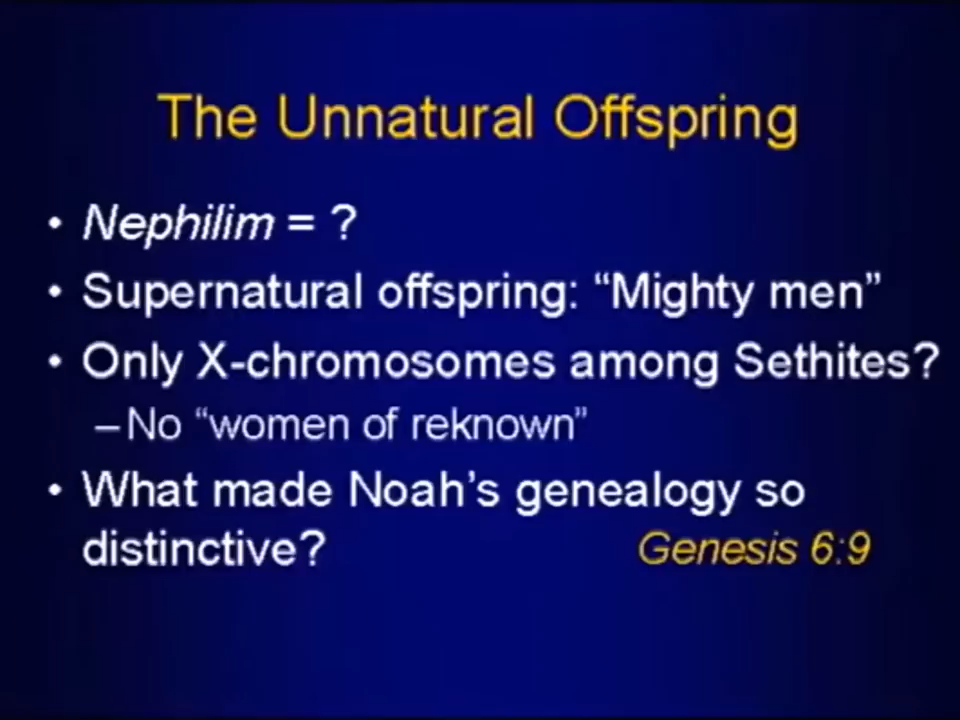 The Unnatural Offspring
• Nephilim = ?
• Supernatural offspring: “Mighty men”
• Only X-chromosomes among Sethites?
– No “women of reknown”
• What made Noah’s genealogy so
distinctive? Genesis 6:9